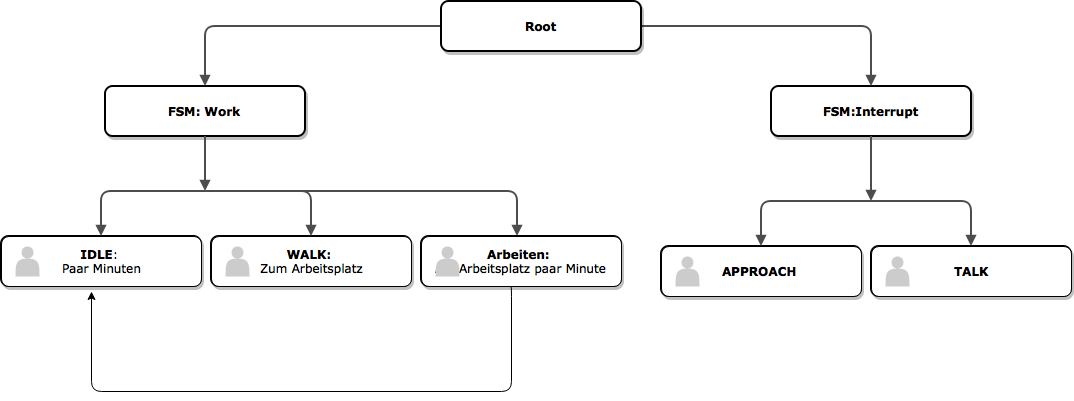 Root
FSM: Work
FSM:Interrupt
IDLE:
Paar Minuten
WALK:
Zum Arbeitsplatz
Arbeiten:
Arbeitsplatz paar Minute
APPROACH
TALK